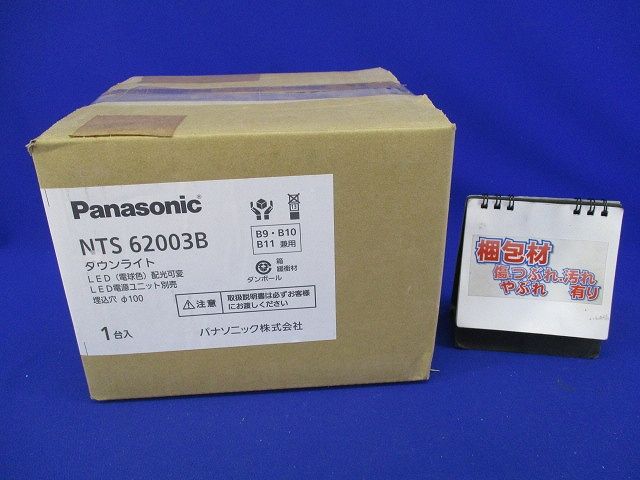 Panasonic®
NTS 62003B
ダウンライト
LED（電球色）配光可変
LED電源ユニット別売
埋込穴 φ100
1台入
B9・B10
B11 兼用
箱
緩衝材
ダンボール
⚠注意
取扱説明書は必ずお客様
にお渡しください
パナソニック株式会社
梱包材
傷つぶれ汚れ
やぶれ 有り